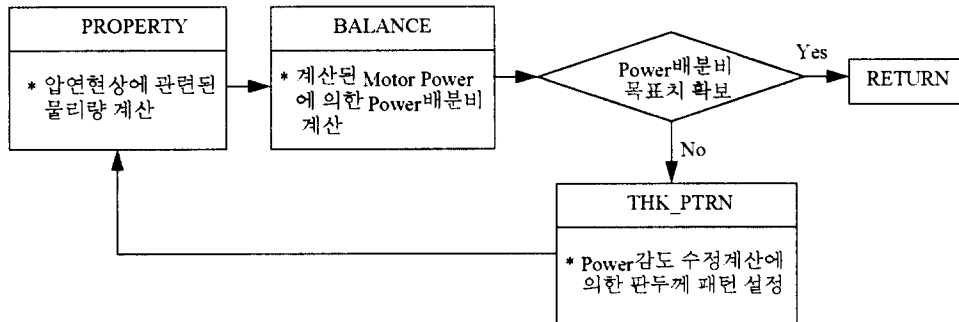 PROPERTY
* 압연현상에 관련된
물리량 계산
BALANCE
* 계산된 Motor Power
에 의한 Power배분비
계산
Power배분비
목표치 확보
Yes
RETURN
No
THK_PTRN
* Power감도 수정계산에
의한 판두께 패턴 설정